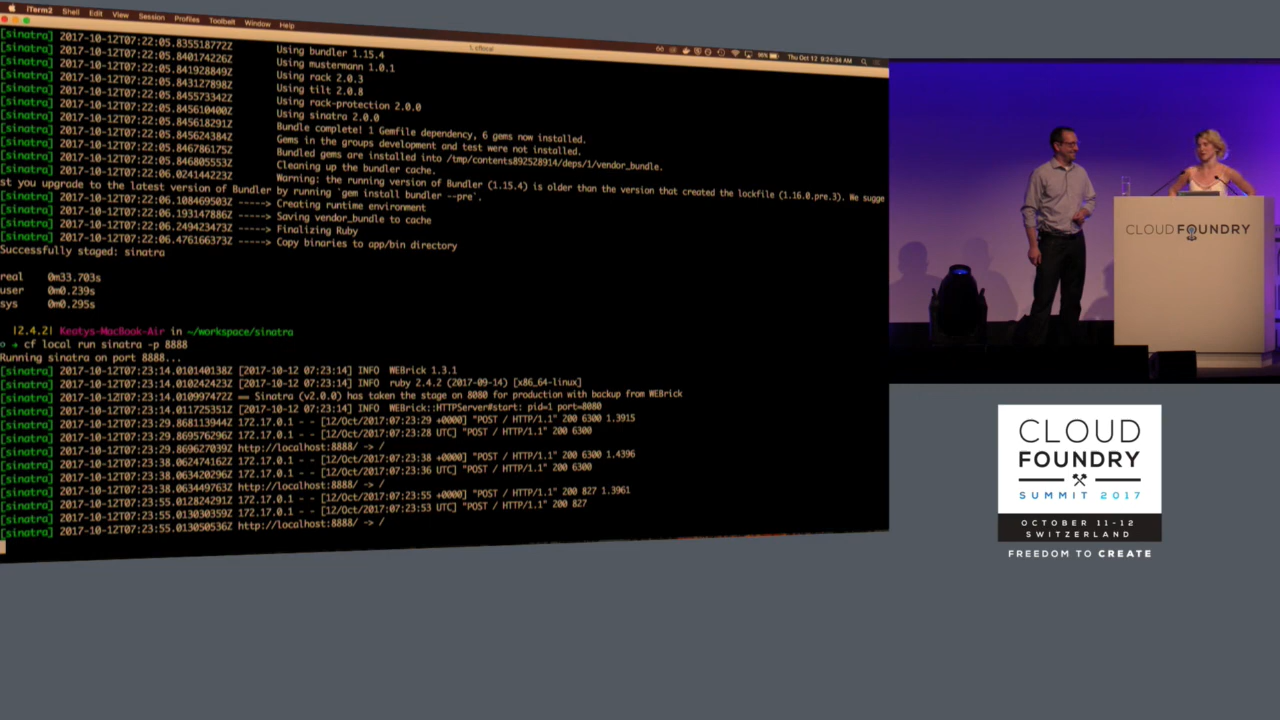 iTerm2 Shell Edit View Session Profiles Toolbelt Window Help
1. cflocal
98% Thu Oct 12 9:24:34 AM
[sinatra] 2017-10-12T07:22:05.835518772Z Using bundler 1.15.4
[sinatra] 2017-10-12T07:22:05.840174226Z Using mustermann 1.0.1
[sinatra] 2017-10-12T07:22:05.841928849Z Using rack 2.0.3
[sinatra] 2017-10-12T07:22:05.843127898Z Using tilt 2.0.8
[sinatra] 2017-10-12T07:22:05.845573342Z Using rack-protection 2.0.0
[sinatra] 2017-10-12T07:22:05.845610400Z Using sinatra 2.0.0
[sinatra] 2017-10-12T07:22:05.845618291Z Bundle complete! 1 Gemfile dependency, 6 gems now installed.
[sinatra] 2017-10-12T07:22:05.845624384Z Gems in the groups development and test were not installed.
[sinatra] 2017-10-12T07:22:05.846786175Z Bundled gems are installed into /tmp/contents892528914/deps/1/vendor_bundle.
[sinatra] 2017-10-12T07:22:05.846805553Z Cleaning up the bundler cache.
[sinatra] 2017-10-12T07:22:06.024144223Z Warning: the running version of Bundler (1.15.4) is older than the version that created the lockfile (1.16.0.pre.3). We sugge
st you upgrade to the latest version of Bundler by running `gem install bundler --pre`.
[sinatra] 2017-10-12T07:22:06.108469503Z -----> Creating runtime environment
[sinatra] 2017-10-12T07:22:06.193147886Z -----> Saving vendor_bundle to cache
[sinatra] 2017-10-12T07:22:06.249423473Z -----> Finalizing Ruby
[sinatra] 2017-10-12T07:22:06.476166373Z -----> Copy binaries to app/bin directory
Successfully staged: sinatra
real 0m33.703s
user 0m0.239s
sys 0m0.295s
|2.4.2| Keatys-MacBook-Air in ~/workspace/sinatra
○ → cf local run sinatra -p 8888
Running sinatra on port 8888...
[sinatra] 2017-10-12T07:23:14.010140138Z [2017-10-12 07:23:14] INFO WEBrick 1.3.1
[sinatra] 2017-10-12T07:23:14.010242423Z [2017-10-12 07:23:14] INFO ruby 2.4.2 (2017-09-14) [x86_64-linux]
[sinatra] 2017-10-12T07:23:14.010997472Z == Sinatra (v2.0.0) has taken the stage on 8080 for production with backup from WEBrick
[sinatra] 2017-10-12T07:23:14.011725351Z [2017-10-12 07:23:14] INFO WEBrick::HTTPServer#start: pid=1 port=8080
[sinatra] 2017-10-12T07:23:29.868113944Z 172.17.0.1 - - [12/Oct/2017:07:23:29 +0000] "POST / HTTP/1.1" 200 6300 1.3915
[sinatra] 2017-10-12T07:23:29.869576296Z 172.17.0.1 - - [12/Oct/2017:07:23:28 UTC] "POST / HTTP/1.1" 200 6300
[sinatra] 2017-10-12T07:23:29.869627039Z http://localhost:8888/ -> /
[sinatra] 2017-10-12T07:23:38.062474162Z 172.17.0.1 - - [12/Oct/2017:07:23:38 +0000] "POST / HTTP/1.1" 200 6300 1.4396
[sinatra] 2017-10-12T07:23:38.063420296Z 172.17.0.1 - - [12/Oct/2017:07:23:36 UTC] "POST / HTTP/1.1" 200 6300
[sinatra] 2017-10-12T07:23:38.063449763Z http://localhost:8888/ -> /
[sinatra] 2017-10-12T07:23:55.012824291Z 172.17.0.1 - - [12/Oct/2017:07:23:55 +0000] "POST / HTTP/1.1" 200 827 1.3961
[sinatra] 2017-10-12T07:23:55.013030359Z 172.17.0.1 - - [12/Oct/2017:07:23:53 UTC] "POST / HTTP/1.1" 200 827
[sinatra] 2017-10-12T07:23:55.013050536Z http://localhost:8888/ -> /
CLOUD FOUNDRY
CLOUD
FOUNDRY
SUMMIT 2017
OCTOBER 11-12
SWITZERLAND
FREEDOM TO CREATE